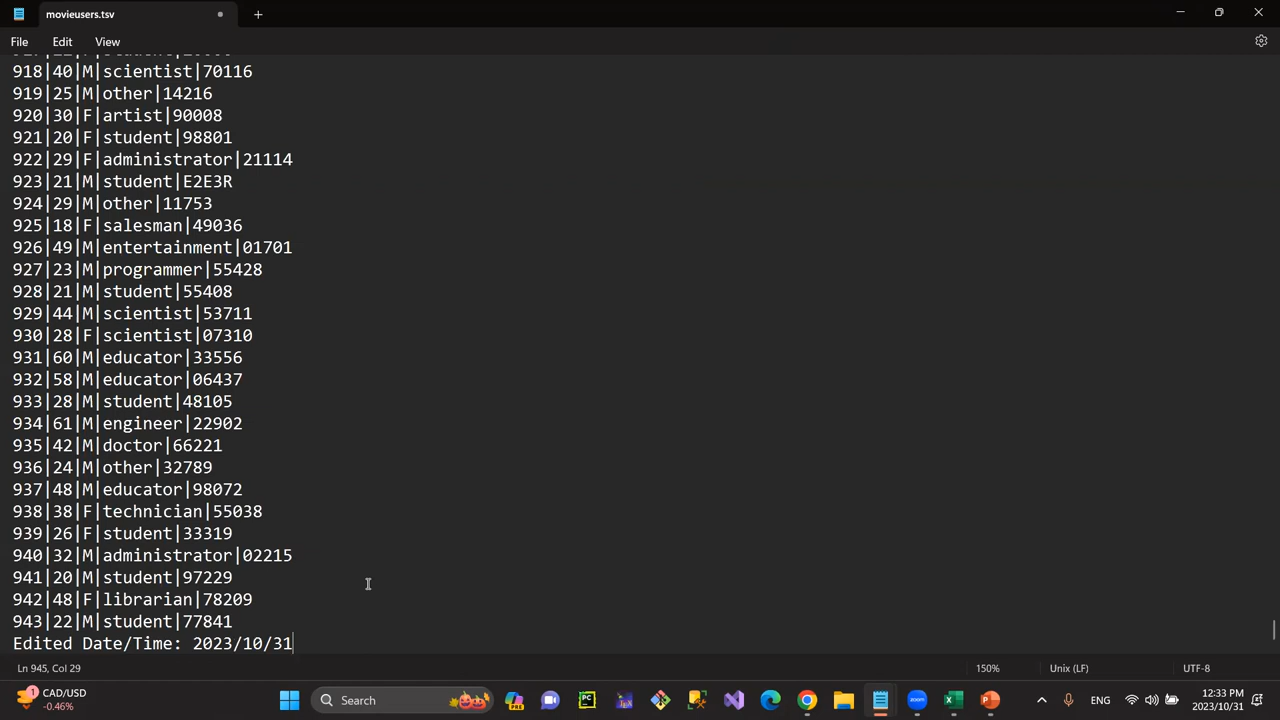 movieusers.tsv
File Edit View
918|40|M|scientist|70116
919|25|M|other|14216
920|30|F|artist|90008
921|20|F|student|98801
922|29|F|administrator|21114
923|21|M|student|E2E3R
924|29|M|other|11753
925|18|F|salesman|49036
926|49|M|entertainment|01701
927|23|M|programmer|55428
928|21|M|student|55408
929|44|M|scientist|53711
930|28|F|scientist|07310
931|60|M|educator|33556
932|58|M|educator|06437
933|28|M|student|48105
934|61|M|engineer|22902
935|42|M|doctor|66221
936|24|M|other|32789
937|48|M|educator|98072
938|38|F|technician|55038
939|26|F|student|33319
940|32|M|administrator|02215
941|20|M|student|97229
942|48|F|librarian|78209
943|22|M|student|77841
Edited Date/Time: 2023/10/31
Ln 945, Col 29 150% Unix (LF) UTF-8
1 CAD/USD
-0.46%
Search
PRE
PC
zoom
ENG
12:33 PM
2023/10/31